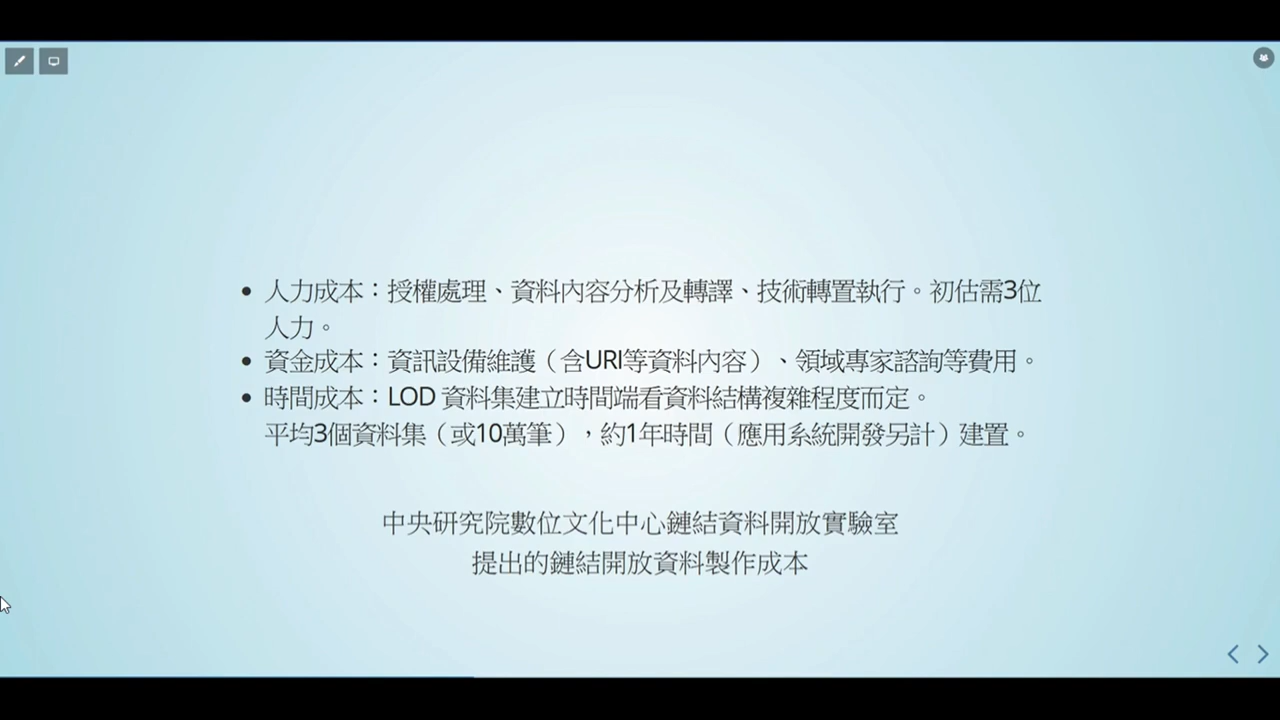 • 人力成本：授權處理、資料內容分析及轉譯、技術轉置執行。初估需3位
人力。
• 資金成本：資訊設備維護（含URI等資料內容）、領域專家諮詢等費用。
• 時間成本：LOD 資料集建立時間端看資料結構複雜程度而定。
平均3個資料集（或10萬筆），約1年時間（應用系統開發另計）建置。
中央研究院數位文化中心鏈結資料開放實驗室
提出的鏈結開放資料製作成本